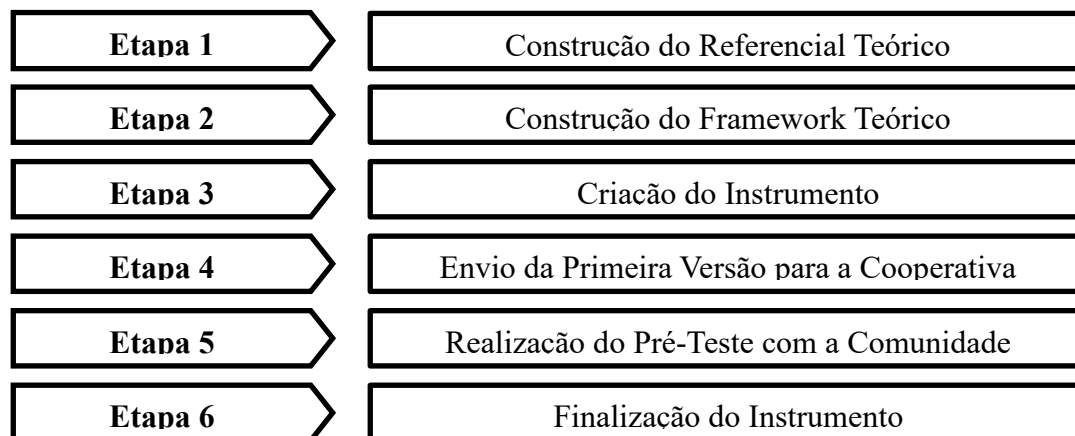 Etapa 1 Construção do Referencial Teórico
Etapa 2 Construção do Framework Teórico
Etapa 3 Criação do Instrumento
Etapa 4 Envio da Primeira Versão para a Cooperativa
Etapa 5 Realização do Pré-Teste com a Comunidade
Etapa 6 Finalização do Instrumento